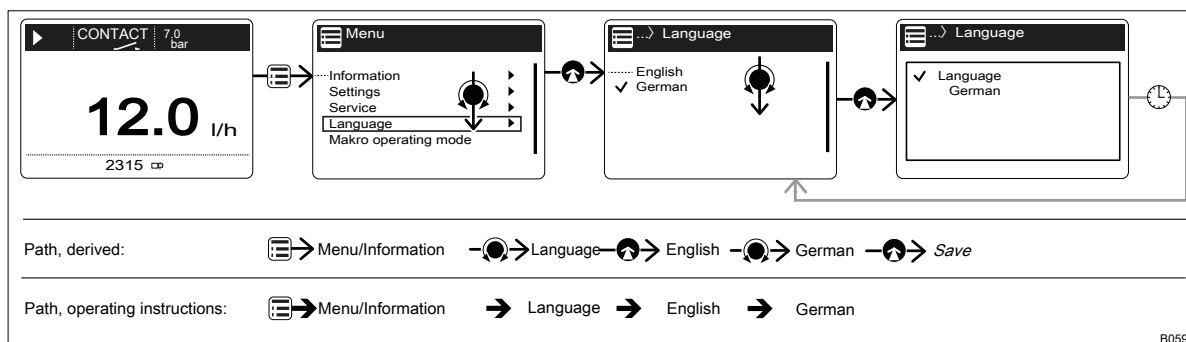 CONTACT 7.0 bar
12.0 l/h
2315
Menu
Information
Settings
Service
Language
Makro operating mode
...〉 Language
English
✓ German
...〉 Language
✓ Language
German
Path, derived: Menu/Information Language English German Save
Path, operating instructions: Menu/Information Language English German
B059